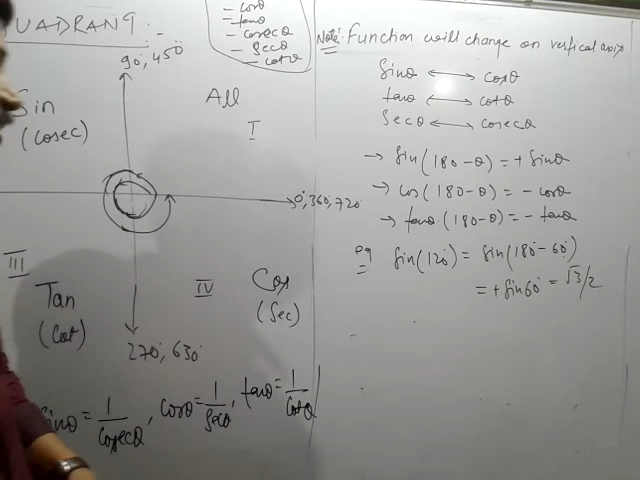 UADRANT :-
- cosθ
- tanθ
- cosecθ
- secθ
- cotθ
90°, 450°
Sin
(cosec)
All
I
0°, 360, 720
III
Tan
(Cot)
IV
Cos
(Sec)
270°, 630°
Sinθ = 1/Cosecθ, cosθ = 1/Secθ, tanθ = 1/Cotθ
Note: Function will change on vertical axis
Sinθ ⟷ cosθ
tanθ ⟷ cotθ
Secθ ⟷ cosecθ
→ Sin(180-θ) = + Sinθ
→ cos(180-θ) = - cosθ
→ tanθ(180-θ) = - tanθ
eg Sin(120°) = Sin(180°-60°)
= + Sin60° = √3/2